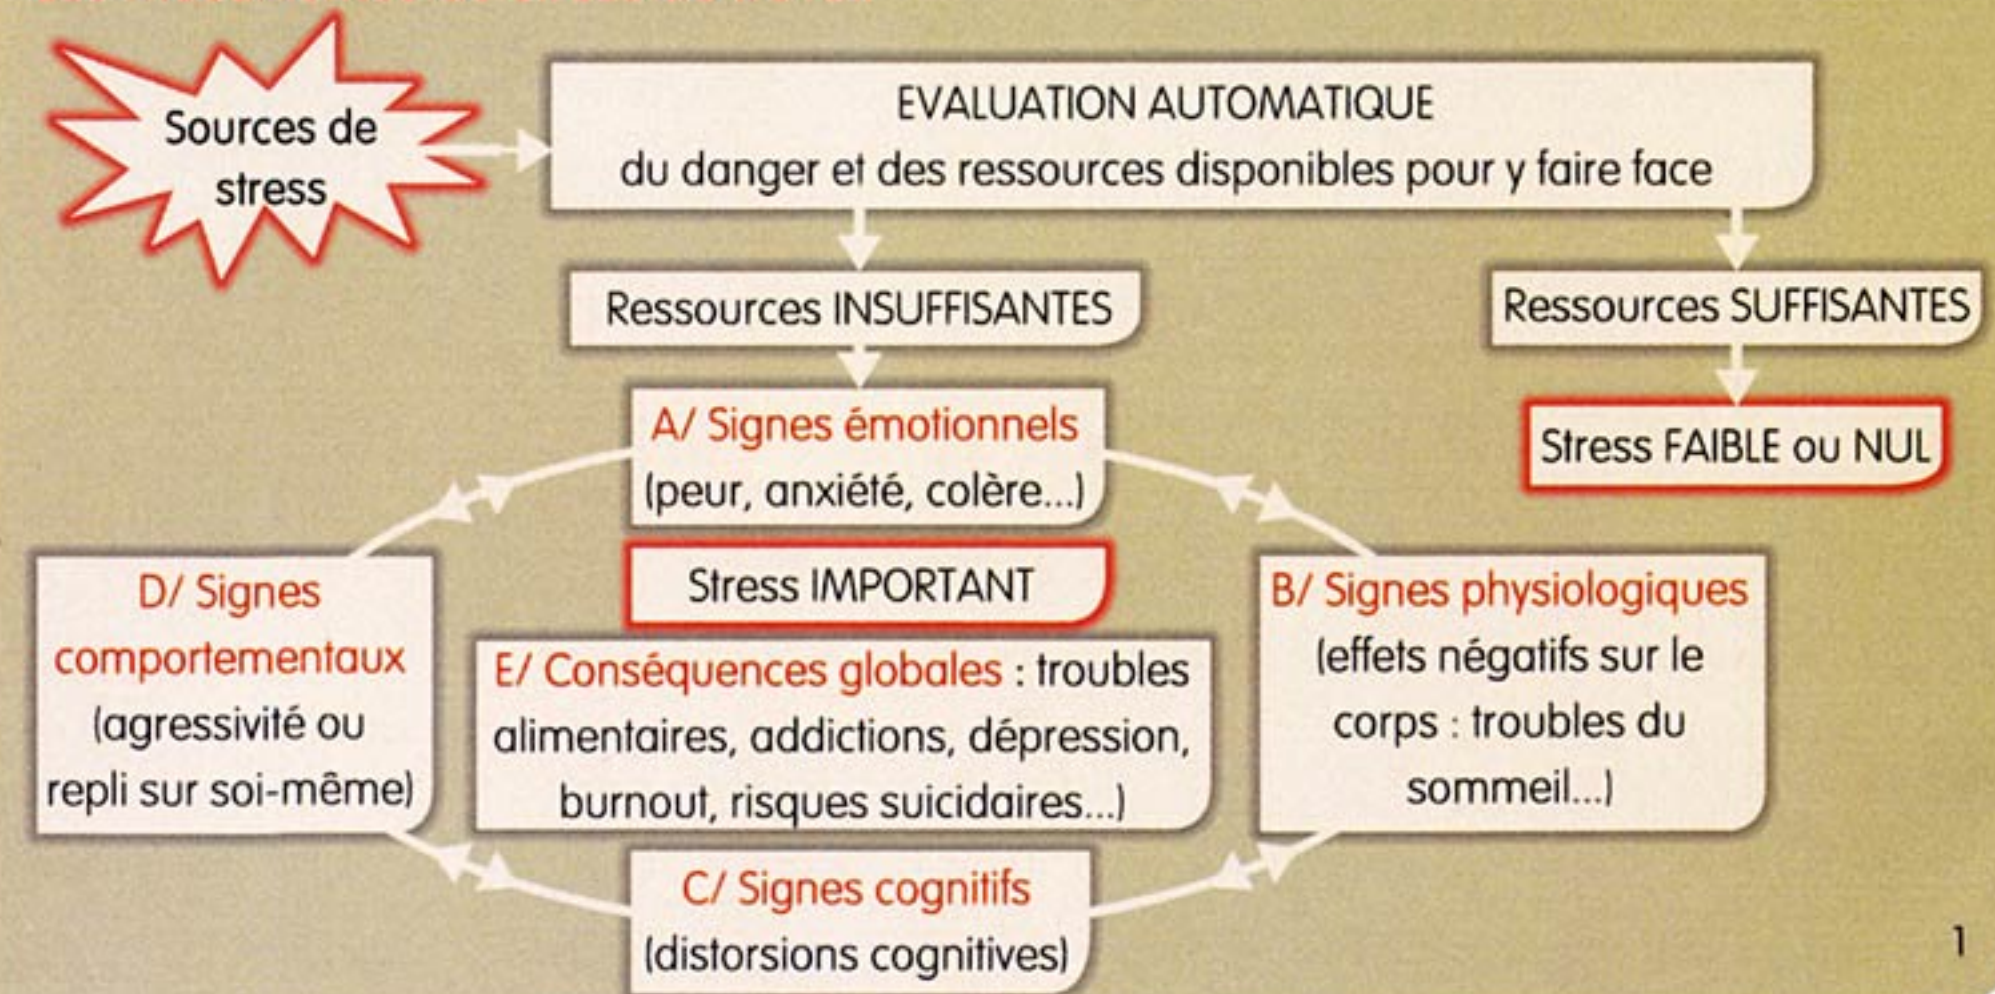 Sources de
stress
EVALUATION AUTOMATIQUE
du danger et des ressources disponibles pour y faire face
Ressources INSUFFISANTES
Ressources SUFFISANTES
A/ Signes émotionnels
(peur, anxiété, colère...)
Stress FAIBLE ou NUL
Stress IMPORTANT
D/ Signes
comportementaux
(agressivité ou
repli sur soi-même)
E/ Conséquences globales : troubles
alimentaires, addictions, dépression,
burnout, risques suicidaires...)
B/ Signes physiologiques
(effets négatifs sur le
corps : troubles du
sommeil...)
C/ Signes cognitifs
(distorsions cognitives)
1